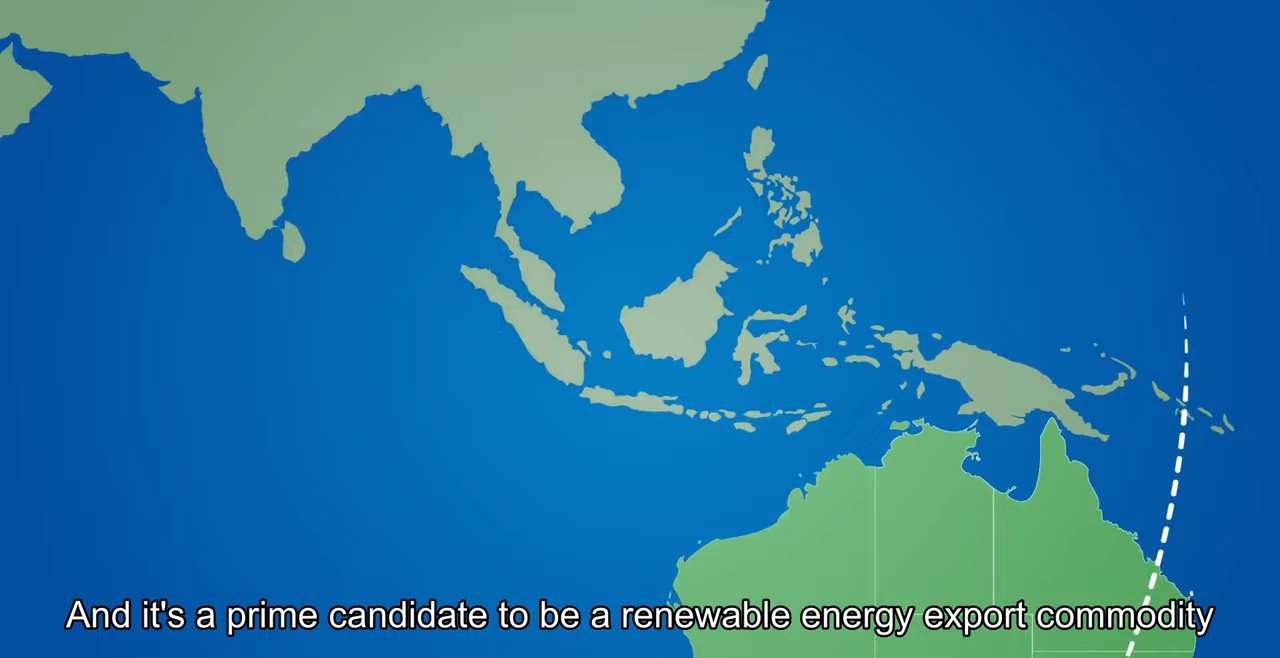 And it's a prime candidate to be a renewable energy export commodity